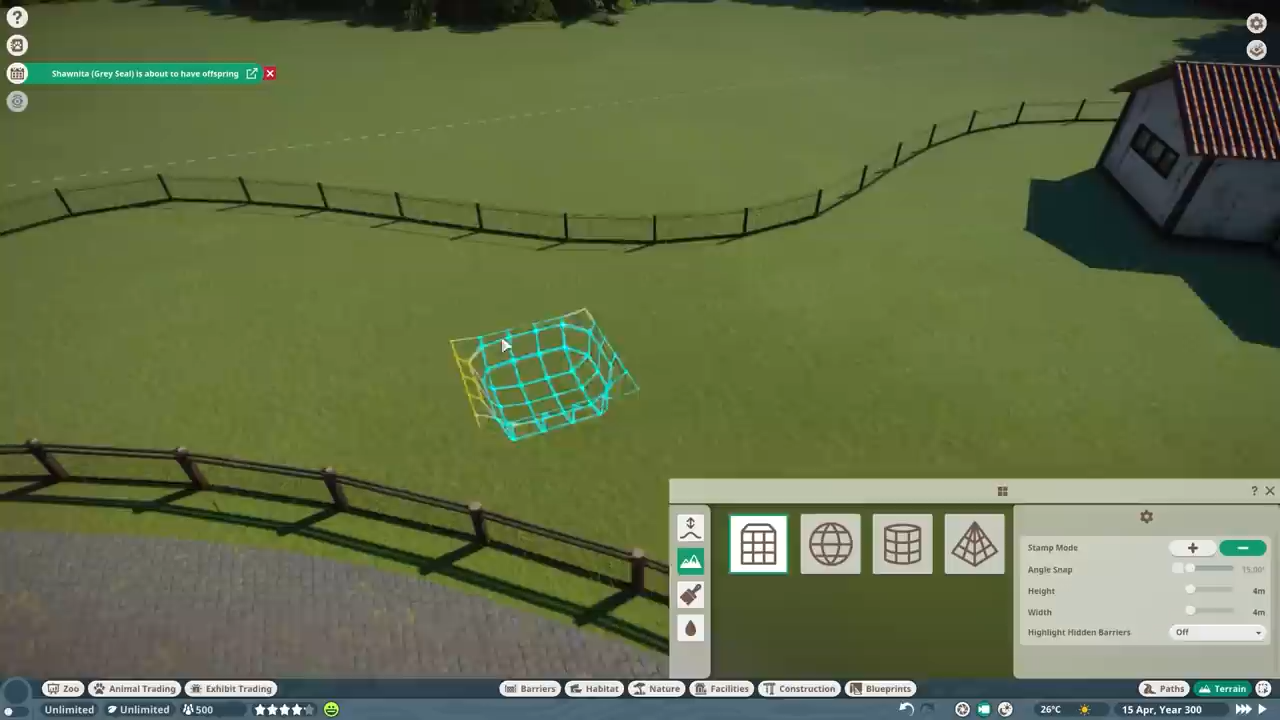 ?
Shawnita (Grey Seal) is about to have offspring
?
Stamp Mode
Angle Snap 15.00°
Height 4m
Width 4m
Highlight Hidden Barriers Off
Zoo Animal Trading Exhibit Trading Barriers Habitat Nature Facilities Construction Blueprints Paths Terrain
Unlimited Unlimited 500 26°C 15 Apr, Year 300